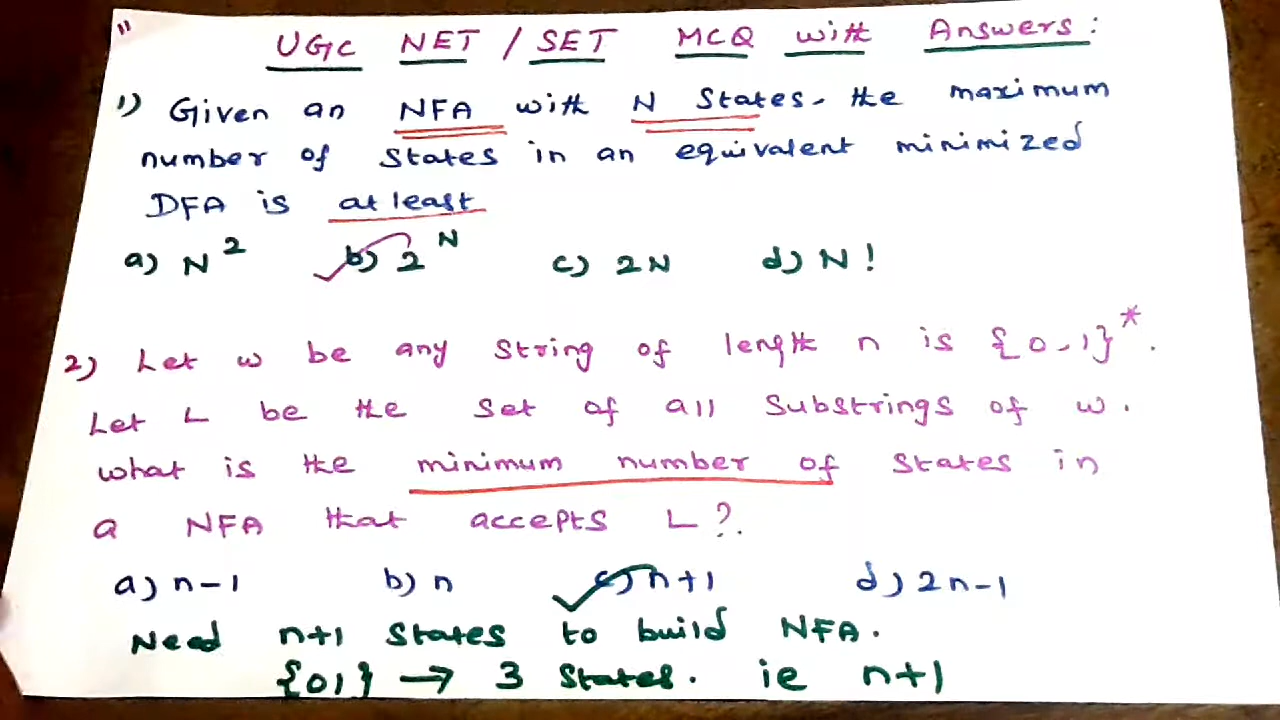 UGC NET / SET MCQ with Answers:
1) Given an NFA with N States. the maximum
number of states in an equivalent minimized
DFA is at least
a) N² b) 2^N c) 2N d) N!
2) Let w be any string of length n is {0,1}*.
Let L be the set of all substrings of w.
what is the minimum number of states in
a NFA that accepts L?
a) n-1 b) n c) n+1 d) 2n-1
Need n+1 states to build NFA.
{01} → 3 States. ie n+1